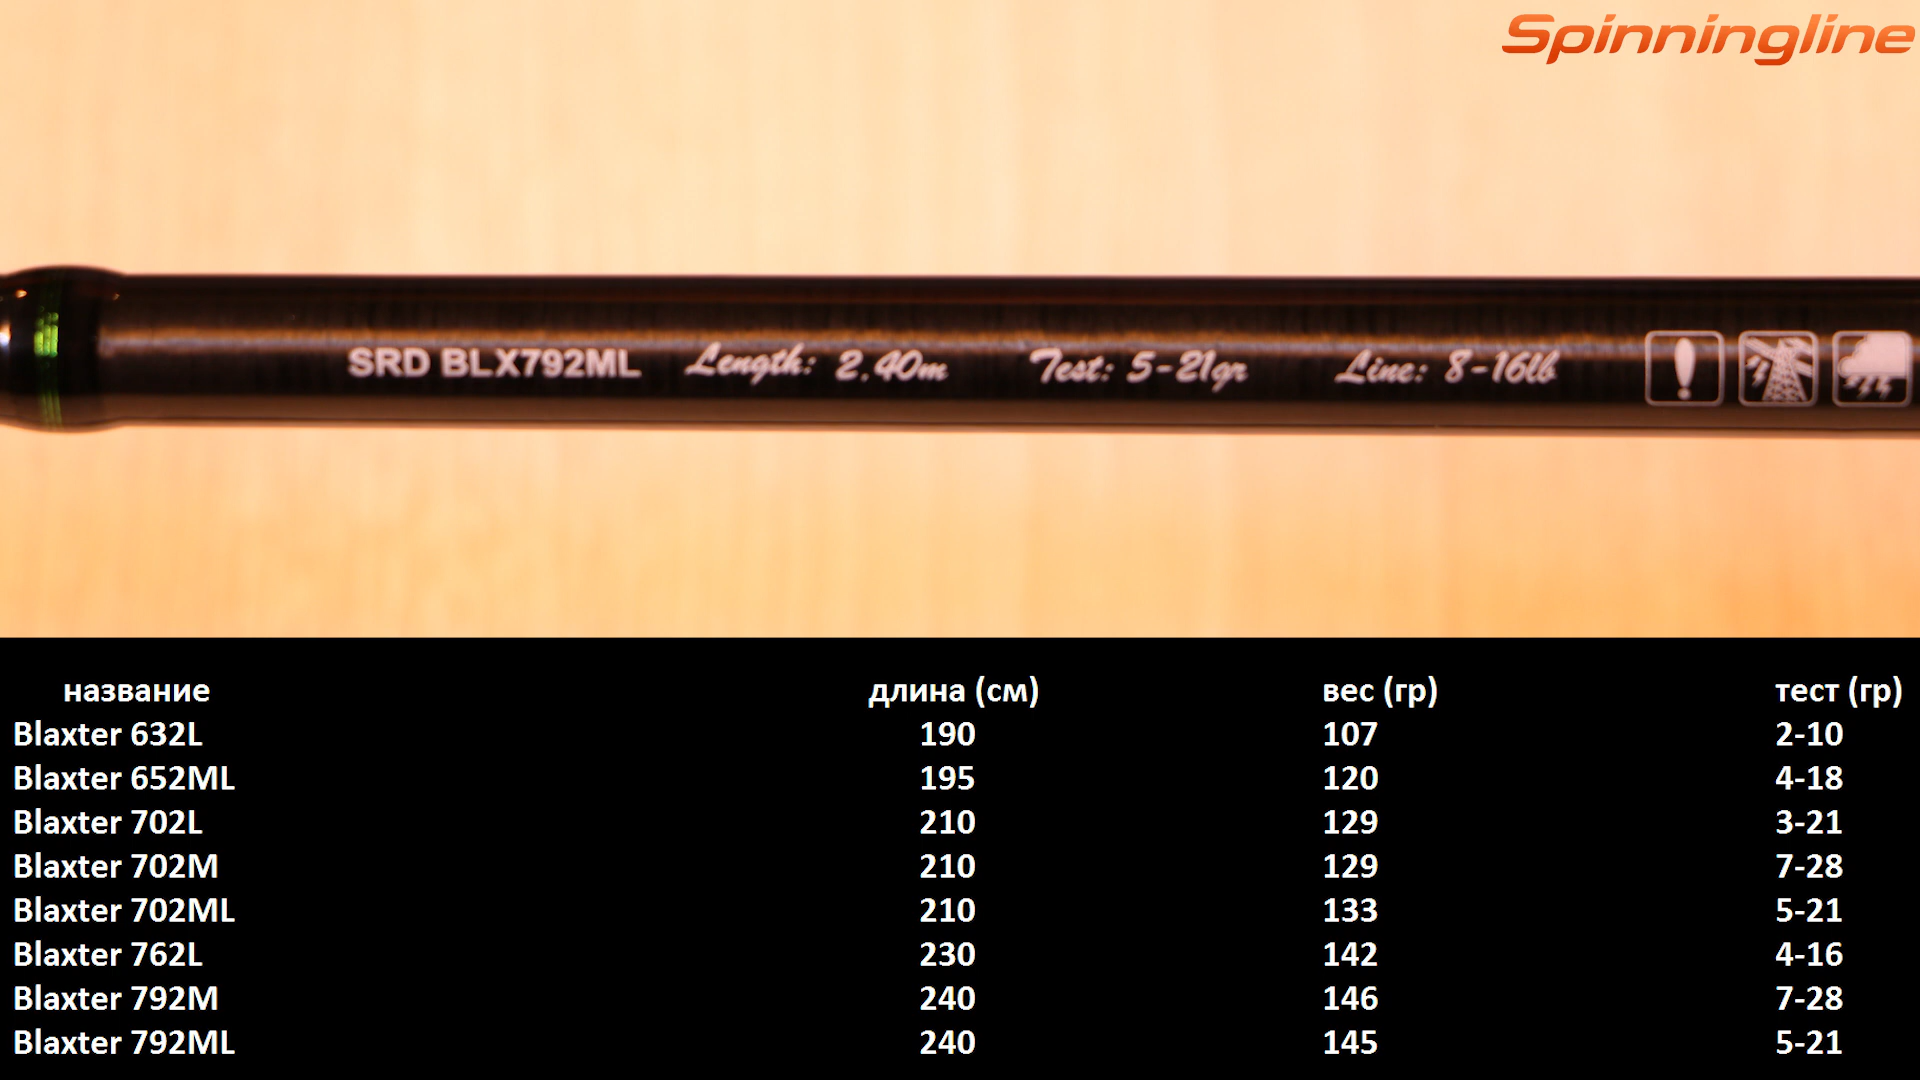 Spinningline
SRD BLX792ML Length: 2.40m Test: 5-21gr Line: 8-16lb
название длина (см) вес (гр) тест (гр)
Blaxter 632L 190 107 2-10
Blaxter 652ML 195 120 4-18
Blaxter 702L 210 129 3-21
Blaxter 702M 210 129 7-28
Blaxter 702ML 210 133 5-21
Blaxter 762L 230 142 4-16
Blaxter 792M 240 146 7-28
Blaxter 792ML 240 145 5-21